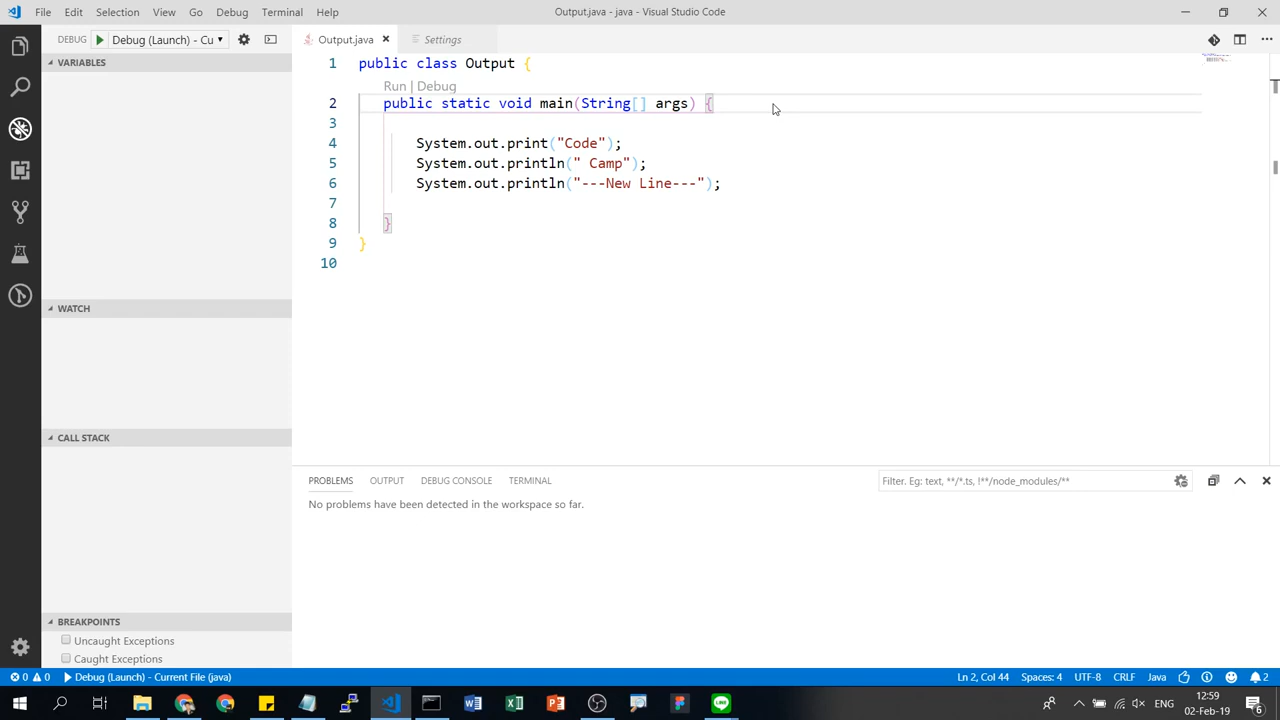 File Edit Selection View Go Debug Terminal Help
Output.java - java - Visual Studio Code
DEBUG Debug (Launch) - Cu
Output.java Settings
VARIABLES
WATCH
CALL STACK
BREAKPOINTS
Uncaught Exceptions
Caught Exceptions
1 public class Output {
Run | Debug
2 public static void main(String[] args) {
3
4 System.out.print("Code");
5 System.out.println(" Camp");
6 System.out.println("---New Line---");
7
8 }
9 }
10
PROBLEMS OUTPUT DEBUG CONSOLE TERMINAL
Filter. Eg: text, **/*.ts, !**/node_modules/**
No problems have been detected in the workspace so far.
0 0 Debug (Launch) - Current File (java)
Ln 2, Col 44 Spaces: 4 UTF-8 CRLF Java 2
12:59
02-Feb-19
6